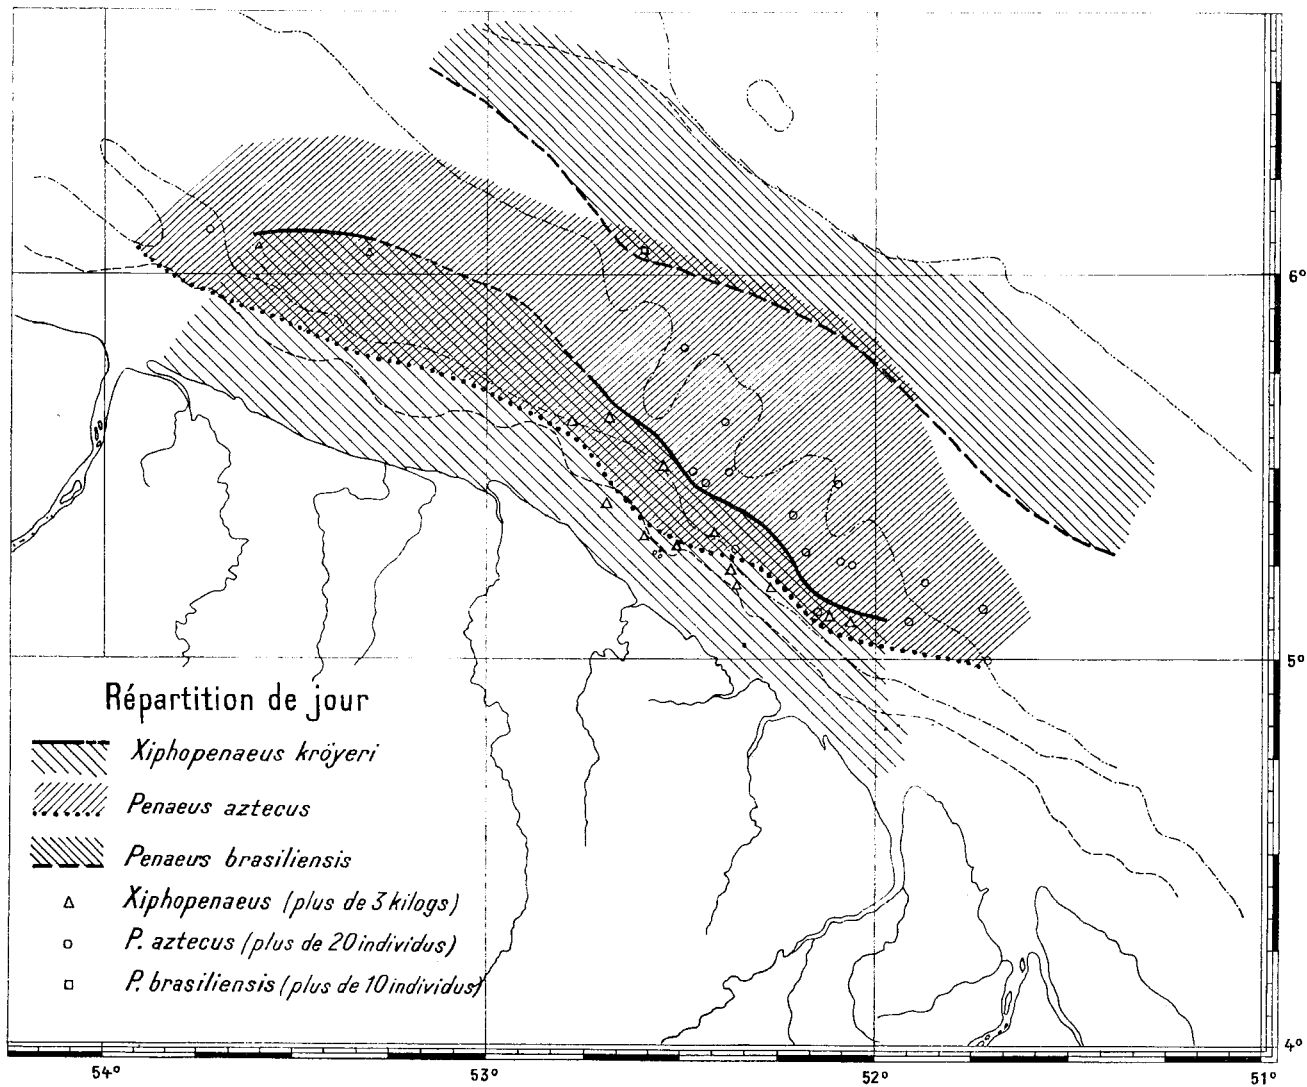 6°
5°
Répartition de jour
Xiphopenaeus kröyeri
Penaeus aztecus
Penaeus brasiliensis
Xiphopenaeus (plus de 3 kilogs)
P. aztecus (plus de 20 individus)
P. brasiliensis (plus de 10 individus)
4°
54° 53° 52° 51°